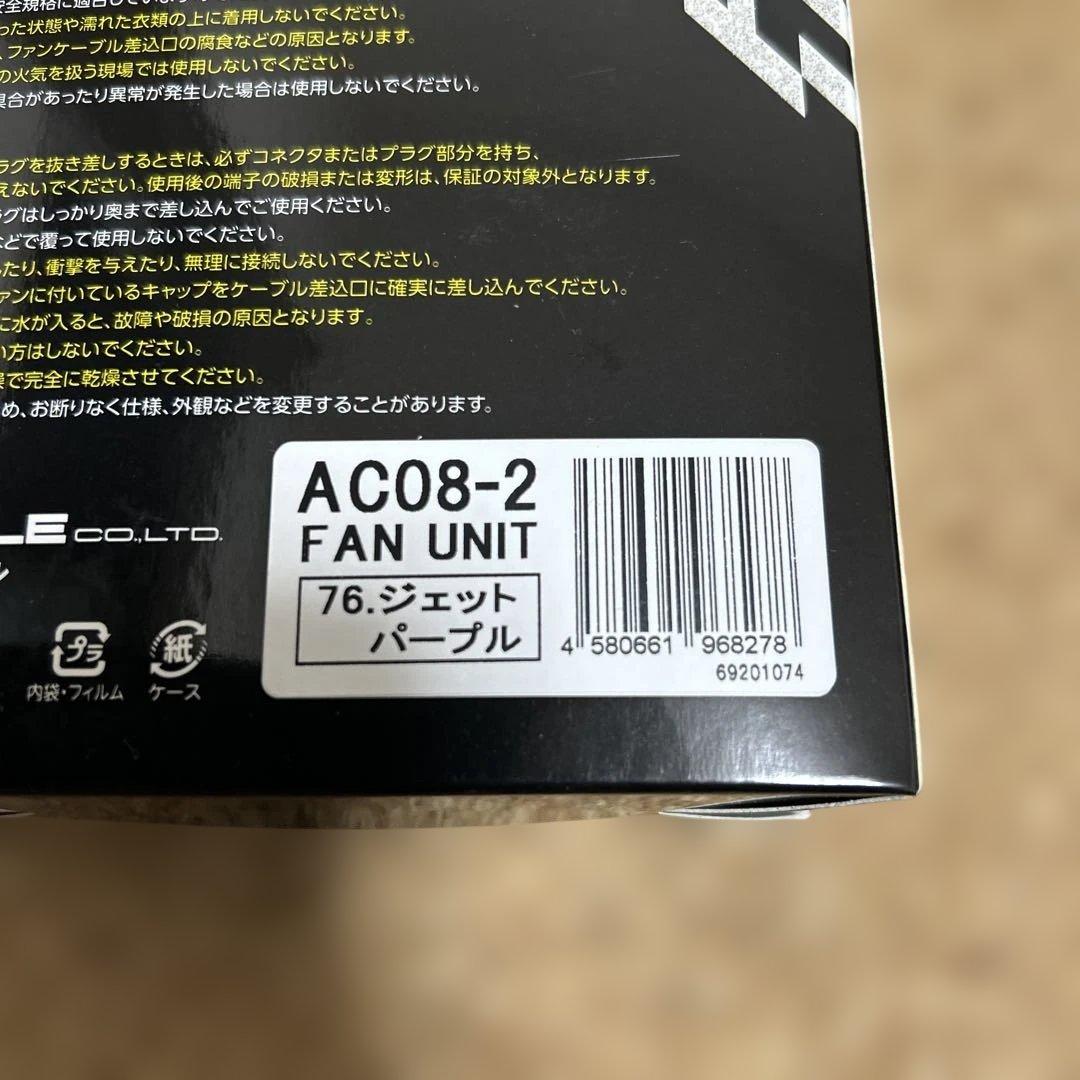 安全規格に適合していま
った状態や濡れた衣類の上に着用しないでください。
、ファンケーブル差込口の腐食などの原因となります。
の火気を扱う現場では使用しないでください。
具合があったり異常が発生した場合は使用しないでください。
ラグを抜き差しするときは、必ずコネクタまたはプラグ部分を持ち、
えないでください。使用後の端子の破損または変形は、保証の対象外となります。
ラグはしっかり奥まで差し込んでご使用ください。
などで覆って使用しないでください。
したり、衝撃を与えたり、無理に接続しないでください。
ファンに付いているキャップをケーブル差込口に確実に差し込んでください。
に水が入ると、故障や破損の原因となります。
い方はしないでください。
燥で完全に乾燥させてください。
め、お断りなく仕様、外観などを変更することがあります。
LE CO.,LTD.
ル
プラ
内袋・フィルム
紙
ケース
AC08-2
FAN UNIT
76.ジェット
パープル
4 580661 968278
69201074